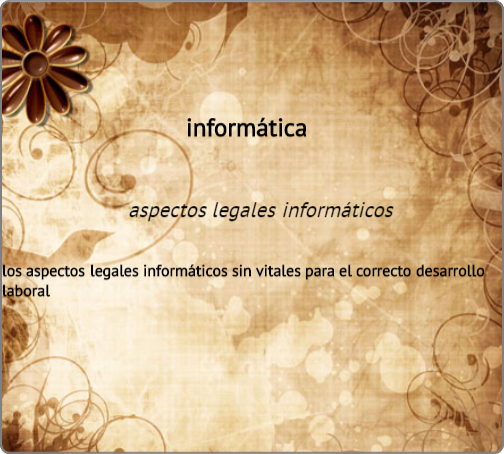 informática
aspectos legales informáticos
los aspectos legales informáticos sin vitales para el correcto desarrollo
laboral